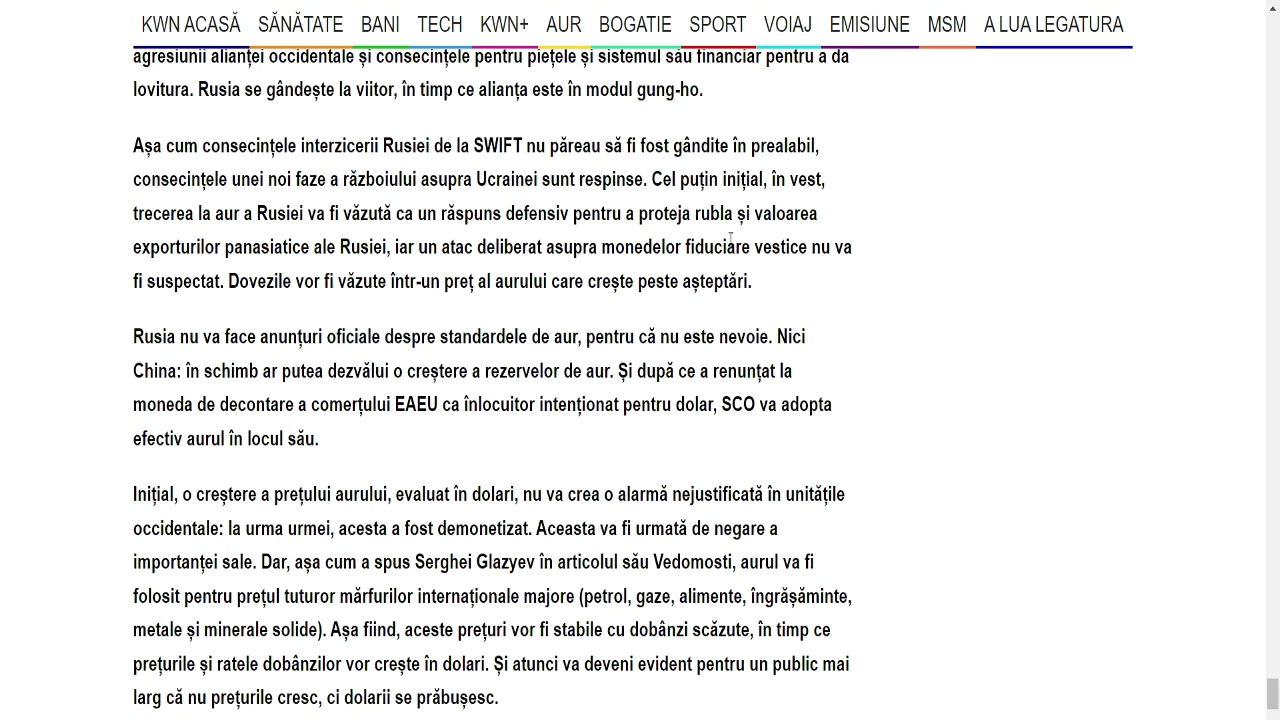 KWN ACASĂ SĂNĂTATE BANI TECH KWN+ AUR BOGATIE SPORT VOIAJ EMISIUNE MSM A LUA LEGATURA
agresiunii alianței occidentale și consecințele pentru piețele și sistemul său financiar pentru a da
lovitura. Rusia se gândește la viitor, în timp ce alianța este în modul gung-ho.
Așa cum consecințele interzicerii Rusiei de la SWIFT nu păreau să fi fost gândite în prealabil,
consecințele unei noi faze a războiului asupra Ucrainei sunt respinse. Cel puțin inițial, în vest,
trecerea la aur a Rusiei va fi văzută ca un răspuns defensiv pentru a proteja rubla și valoarea
exporturilor panasiatice ale Rusiei, iar un atac deliberat asupra monedelor fiduciare vestice nu va
fi suspectat. Dovezile vor fi văzute într-un preț al aurului care crește peste așteptări.
Rusia nu va face anunțuri oficiale despre standardele de aur, pentru că nu este nevoie. Nici
China: în schimb ar putea dezvălui o creștere a rezervelor de aur. Și după ce a renunțat la
moneda de decontare a comerțului EAEU ca înlocuitor intenționat pentru dolar, SCO va adopta
efectiv aurul în locul său.
Inițial, o creștere a prețului aurului, evaluat în dolari, nu va crea o alarmă nejustificată în unitățile
occidentale: la urma urmei, acesta a fost demonetizat. Aceasta va fi urmată de negare a
importanței sale. Dar, așa cum a spus Serghei Glazyev în articolul său Vedomosti, aurul va fi
folosit pentru prețul tuturor mărfurilor internaționale majore (petrol, gaze, alimente, îngrășăminte,
metale și minerale solide). Așa fiind, aceste prețuri vor fi stabile cu dobânzi scăzute, în timp ce
prețurile și ratele dobânzilor vor crește în dolari. Și atunci va deveni evident pentru un public mai
larg că nu prețurile cresc, ci dolarii se prăbușesc.